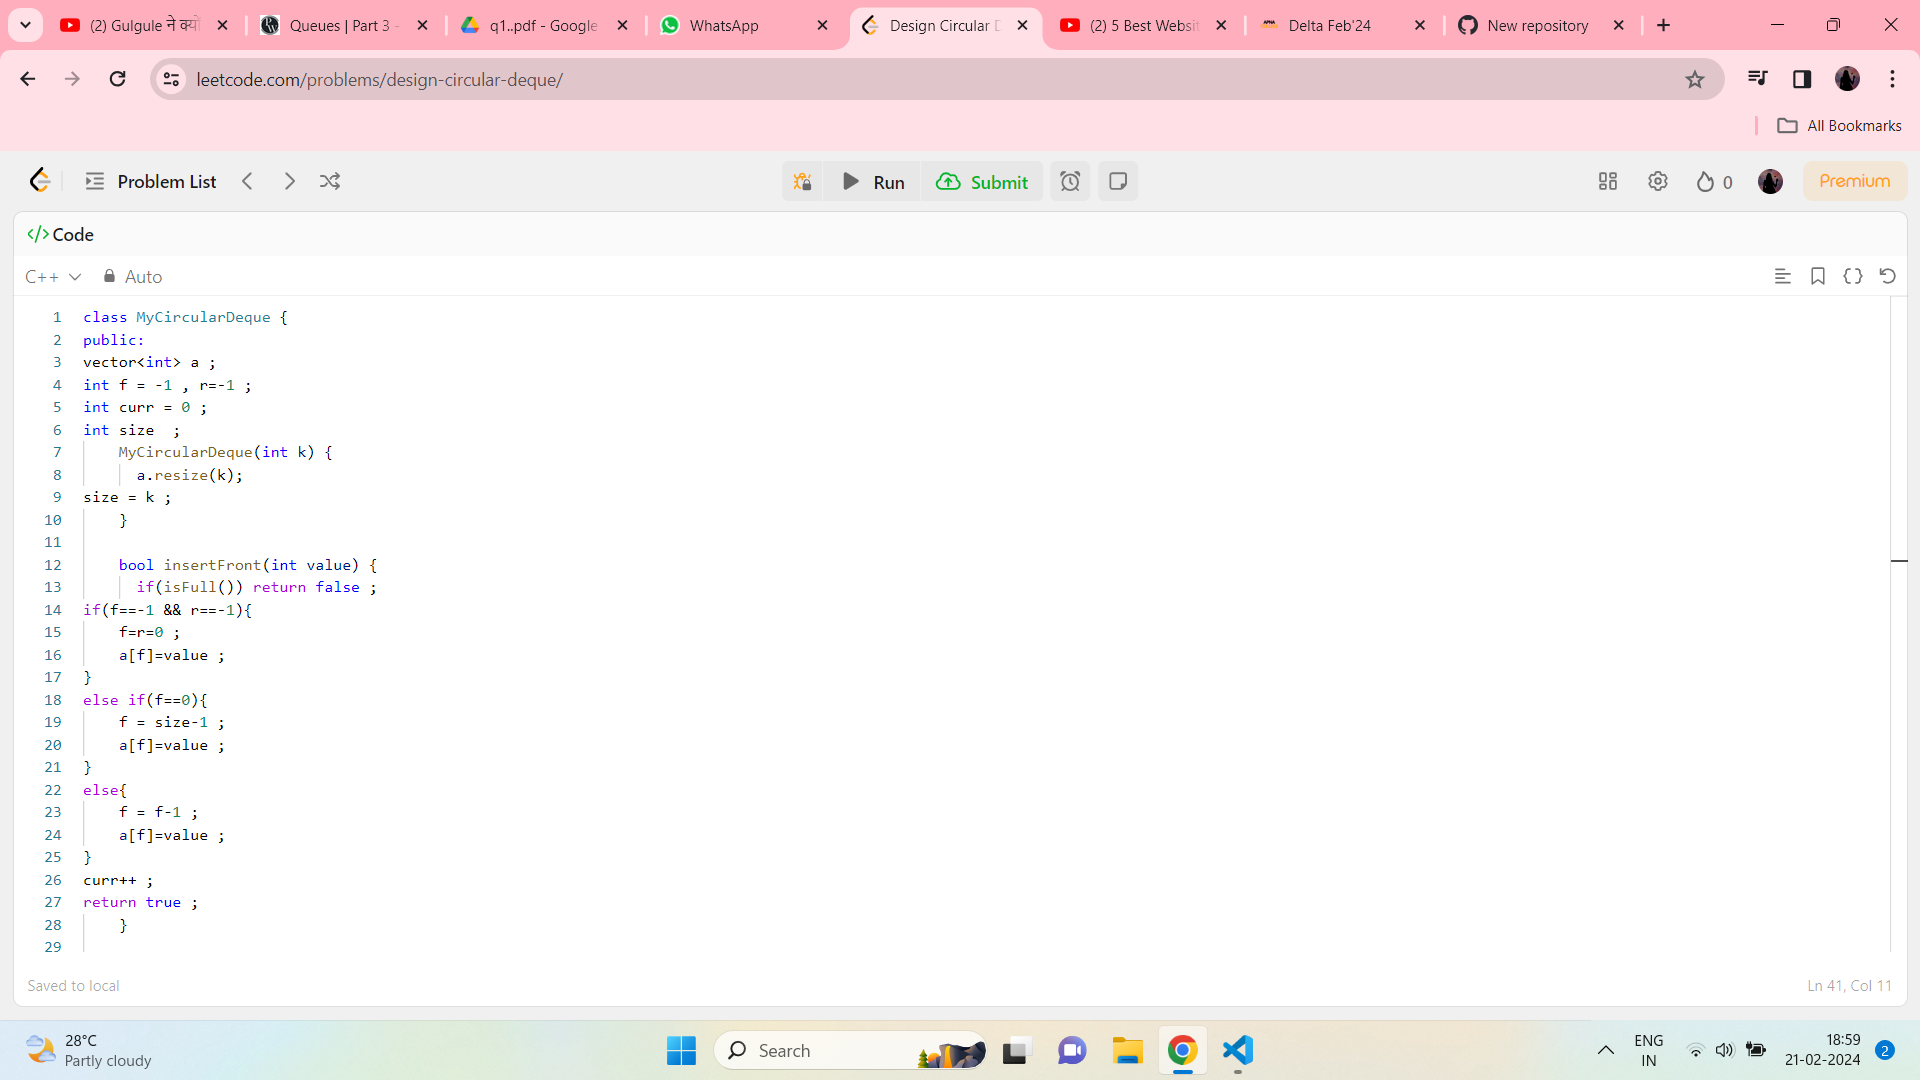 (2) Gulgule ने क्यों
Queues | Part 3 -
q1..pdf - Google
WhatsApp
Design Circular D
(2) 5 Best Websit
Delta Feb'24
New repository
leetcode.com/problems/design-circular-deque/
All Bookmarks
Problem List
Run
Submit
0
Premium
</> Code
C++
Auto
1 class MyCircularDeque {
2 public:
3 vector<int> a ;
4 int f = -1 , r=-1 ;
5 int curr = 0 ;
6 int size  ;
7     MyCircularDeque(int k) {
8       a.resize(k);
9 size = k ;
10     }
11
12     bool insertFront(int value) {
13       if(isFull()) return false ;
14 if(f==-1 && r==-1){
15     f=r=0 ;
16     a[f]=value ;
17 }
18 else if(f==0){
19     f = size-1 ;
20     a[f]=value ;
21 }
22 else{
23     f = f-1 ;
24     a[f]=value ;
25 }
26 curr++ ;
27 return true ;
28     }
29
Saved to local
Ln 41, Col 11
28°C
Partly cloudy
Search
ENG
IN
18:59
21-02-2024
2